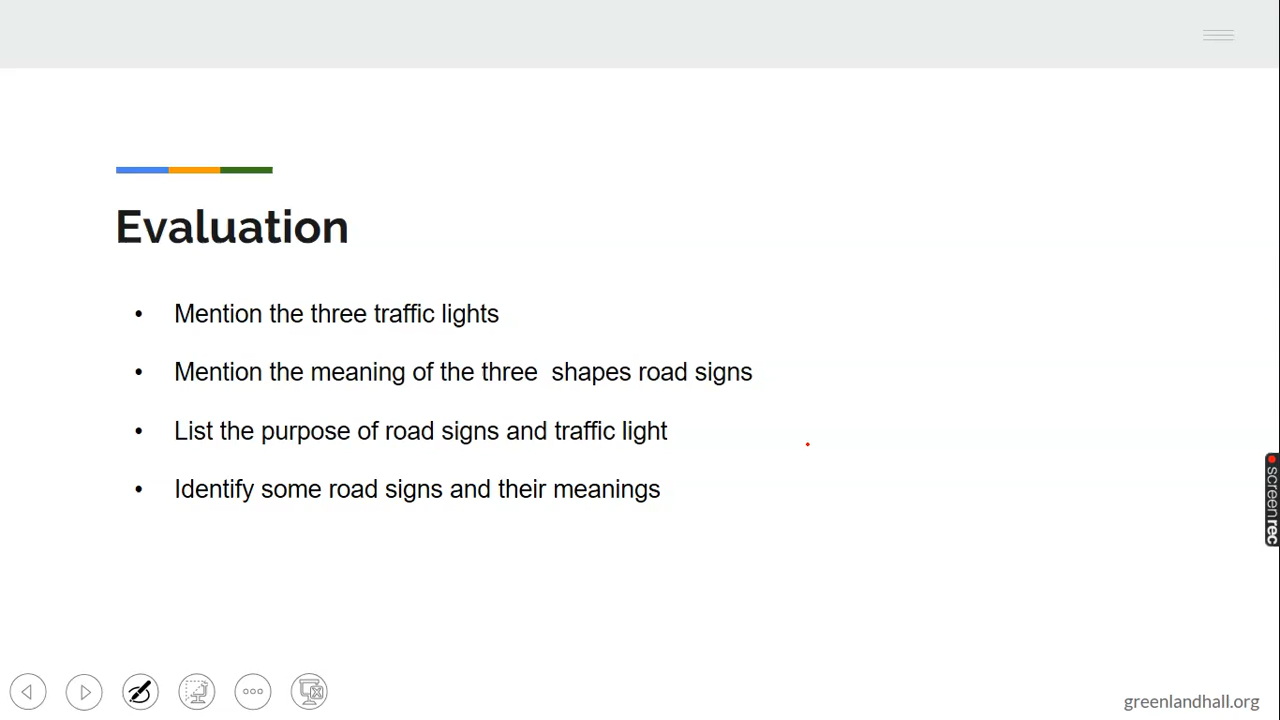 Evaluation
• Mention the three traffic lights
• Mention the meaning of the three  shapes road signs
• List the purpose of road signs and traffic light
• Identify some road signs and their meanings
screenrec
greenlandhall.org